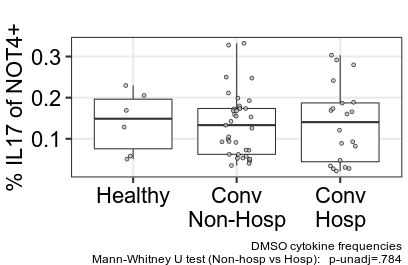 % IL17 of NOT4+
0.3
0.2
0.1
Healthy
Conv
Non-Hosp
Conv
Hosp
DMSO cytokine frequencies
Mann-Whitney U test (Non-hosp vs Hosp): p-unadj=.784